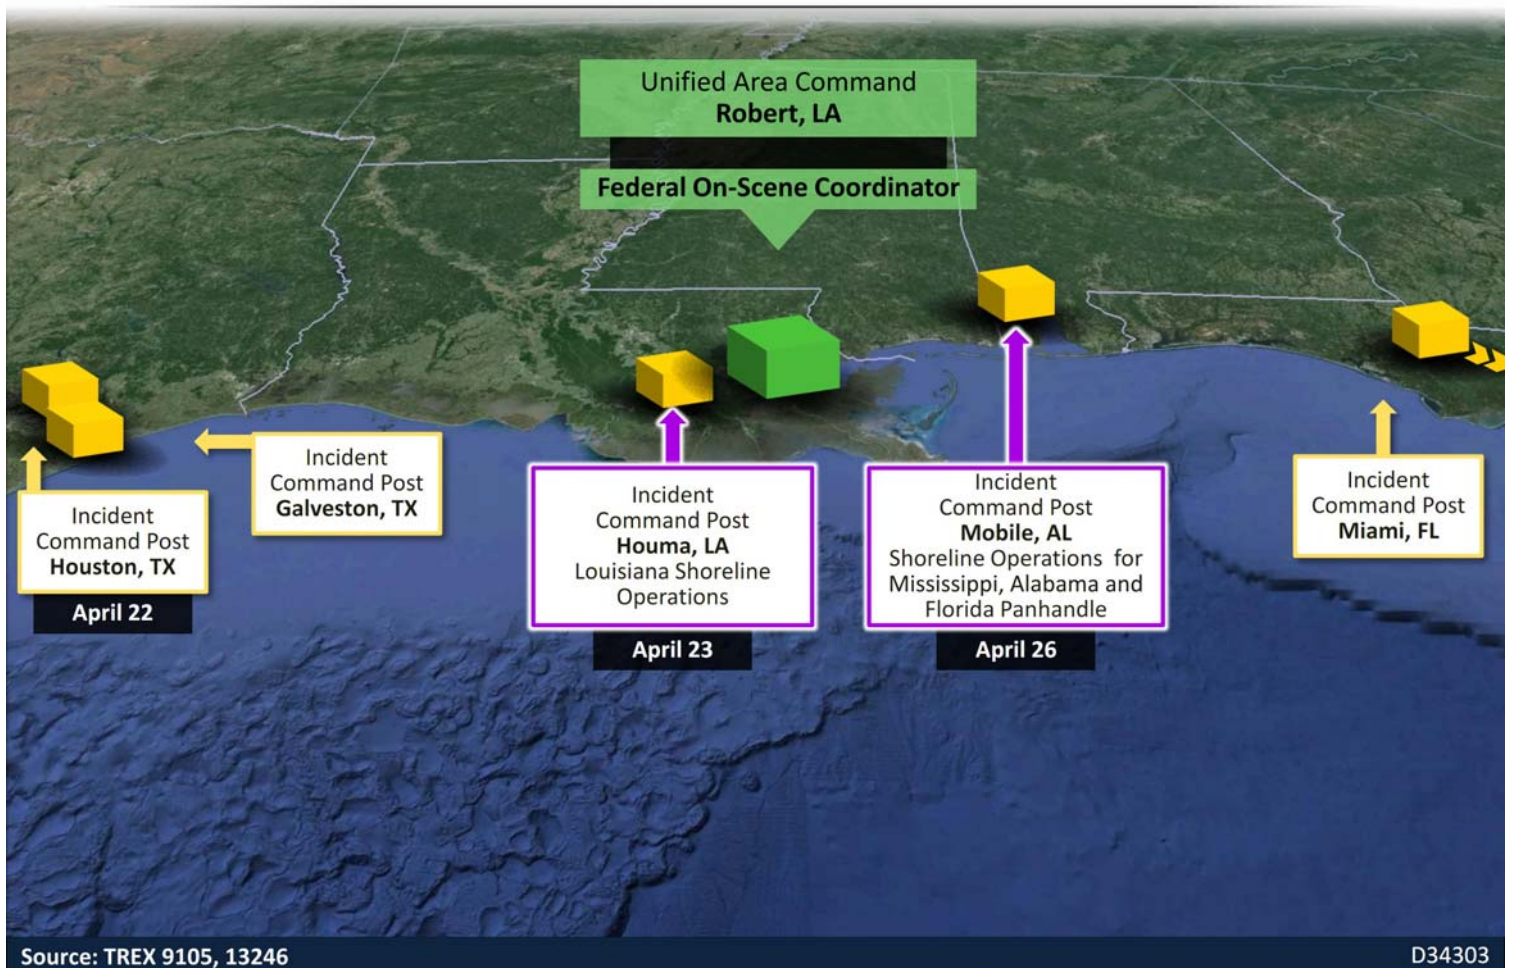 Unified Area Command
Robert, LA
Federal On-Scene Coordinator
Incident
Command Post
Houston, TX
April 22
Incident
Command Post
Galveston, TX
Incident
Command Post
Houma, LA
Louisiana Shoreline
Operations
April 23
Incident
Command Post
Mobile, AL
Shoreline Operations for
Mississippi, Alabama and
Florida Panhandle
April 26
Incident
Command Post
Miami, FL
Source: TREX 9105, 13246
D34303